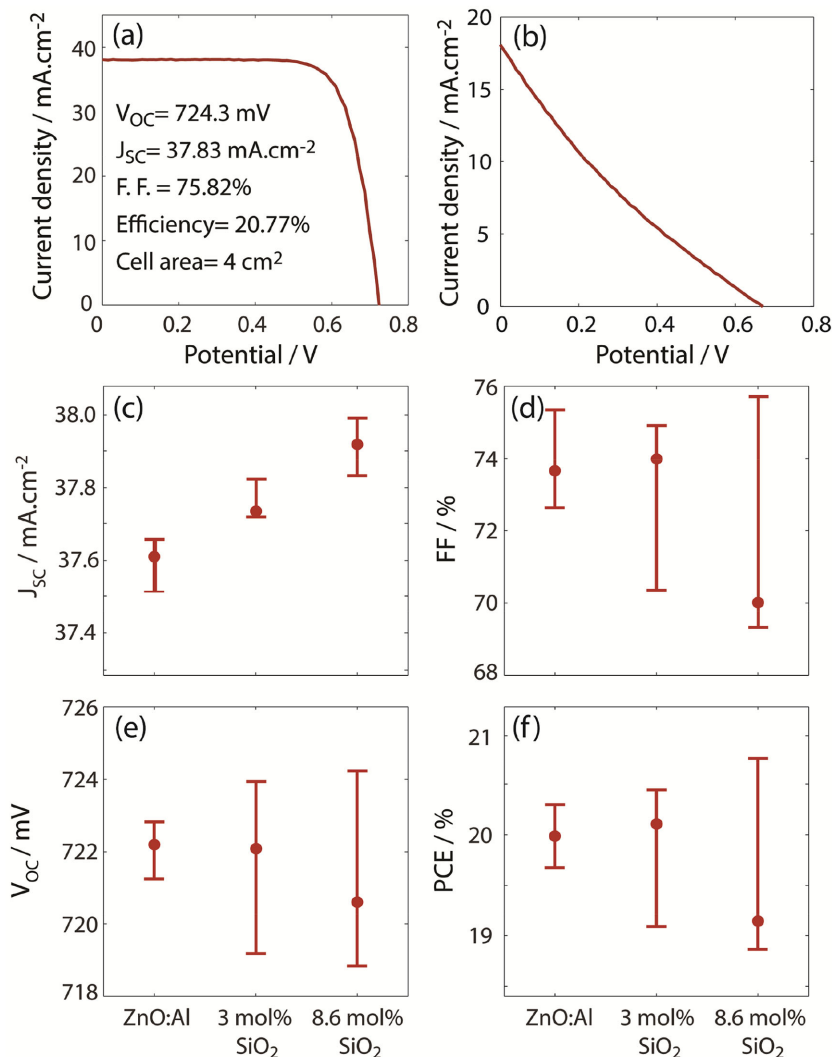 (a)
Current density / mA.cm-2
50
40
30
20
10
0
V_OC= 724.3 mV
J_SC= 37.83 mA.cm-2
F. F. = 75.82%
Efficiency= 20.77%
Cell area= 4 cm2
0 0.2 0.4 0.6 0.8
Potential / V
(b)
Current density / mA.cm-2
20
15
10
5
0
0 0.2 0.4 0.6 0.8
Potential / V
(c)
J_SC / mA.cm-2
38.0
37.8
37.6
37.4
(d)
FF / %
76
74
72
70
68
(e)
V_OC / mV
726
724
722
720
718
ZnO:Al 3 mol% 8.6 mol%
SiO2 SiO2
(f)
PCE / %
21
20
19
ZnO:Al 3 mol% 8.6 mol%
SiO2 SiO2